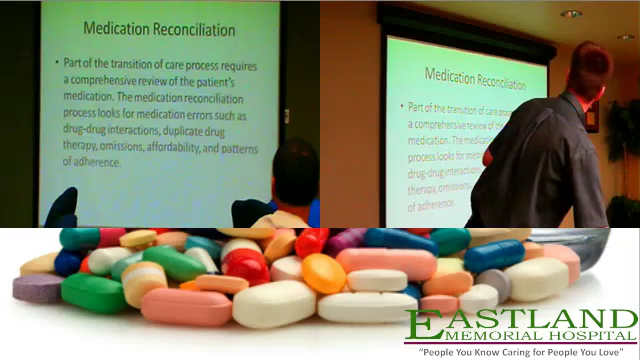 Medication Reconciliation
• Part of the transition of care process requires
a comprehensive review of the patient's
medication. The medication reconciliation
process looks for medication errors such as
drug-drug interactions, duplicate drug
therapy, omissions, affordability, and patterns
of adherence.
Medication Reconciliation
• Part of the transition of care process
a comprehensive review of the
medication. The
process looks for
drug-drug
therapy, omissions,
of adherence.
EASTLAND
MEMORIAL HOSPITAL
“People You Know Caring for People You Love”